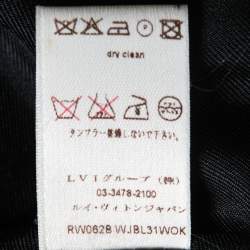 dry clean
タンブラー乾燥しないで下さい。
LVJグループ (株)
03-3478-2100
ルイ・ヴィトンジャパン
RW062B WJBL31WOK